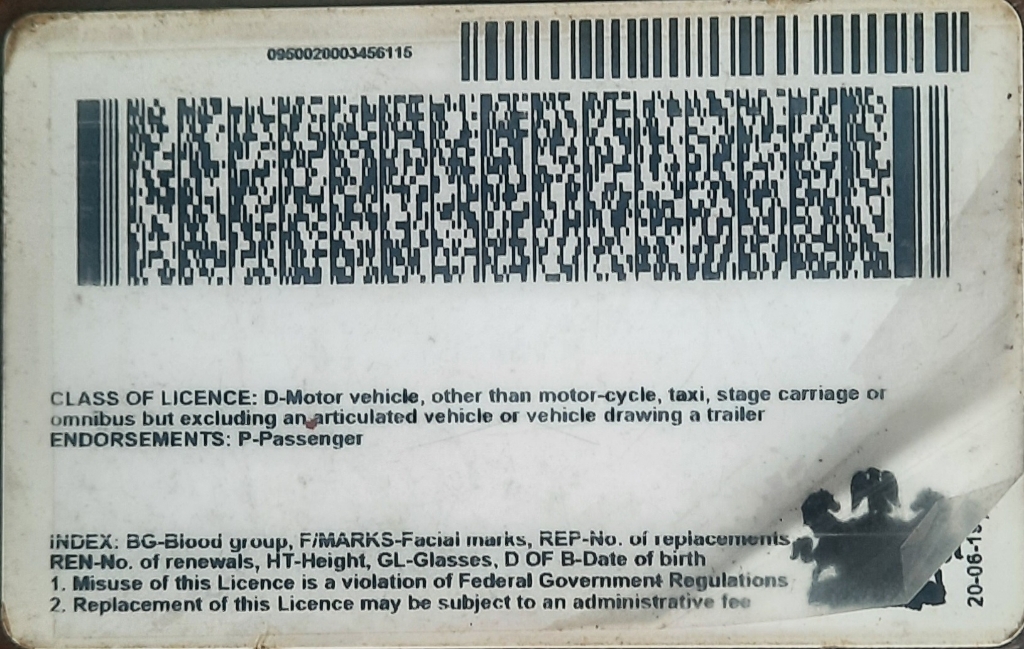 0950020003456115
CLASS OF LICENCE: D-Motor vehicle, other than motor-cycle, taxi, stage carriage or
omnibus but excluding an articulated vehicle or vehicle drawing a trailer
ENDORSEMENTS: P-Passenger
INDEX: BG-Blood group, F/MARKS-Facial marks, REP-No. of replacements,
REN-No. of renewals, HT-Height, GL-Glasses, D OF B-Date of birth
1. Misuse of this Licence is a violation of Federal Government Regulations
2. Replacement of this Licence may be subject to an administrative fee